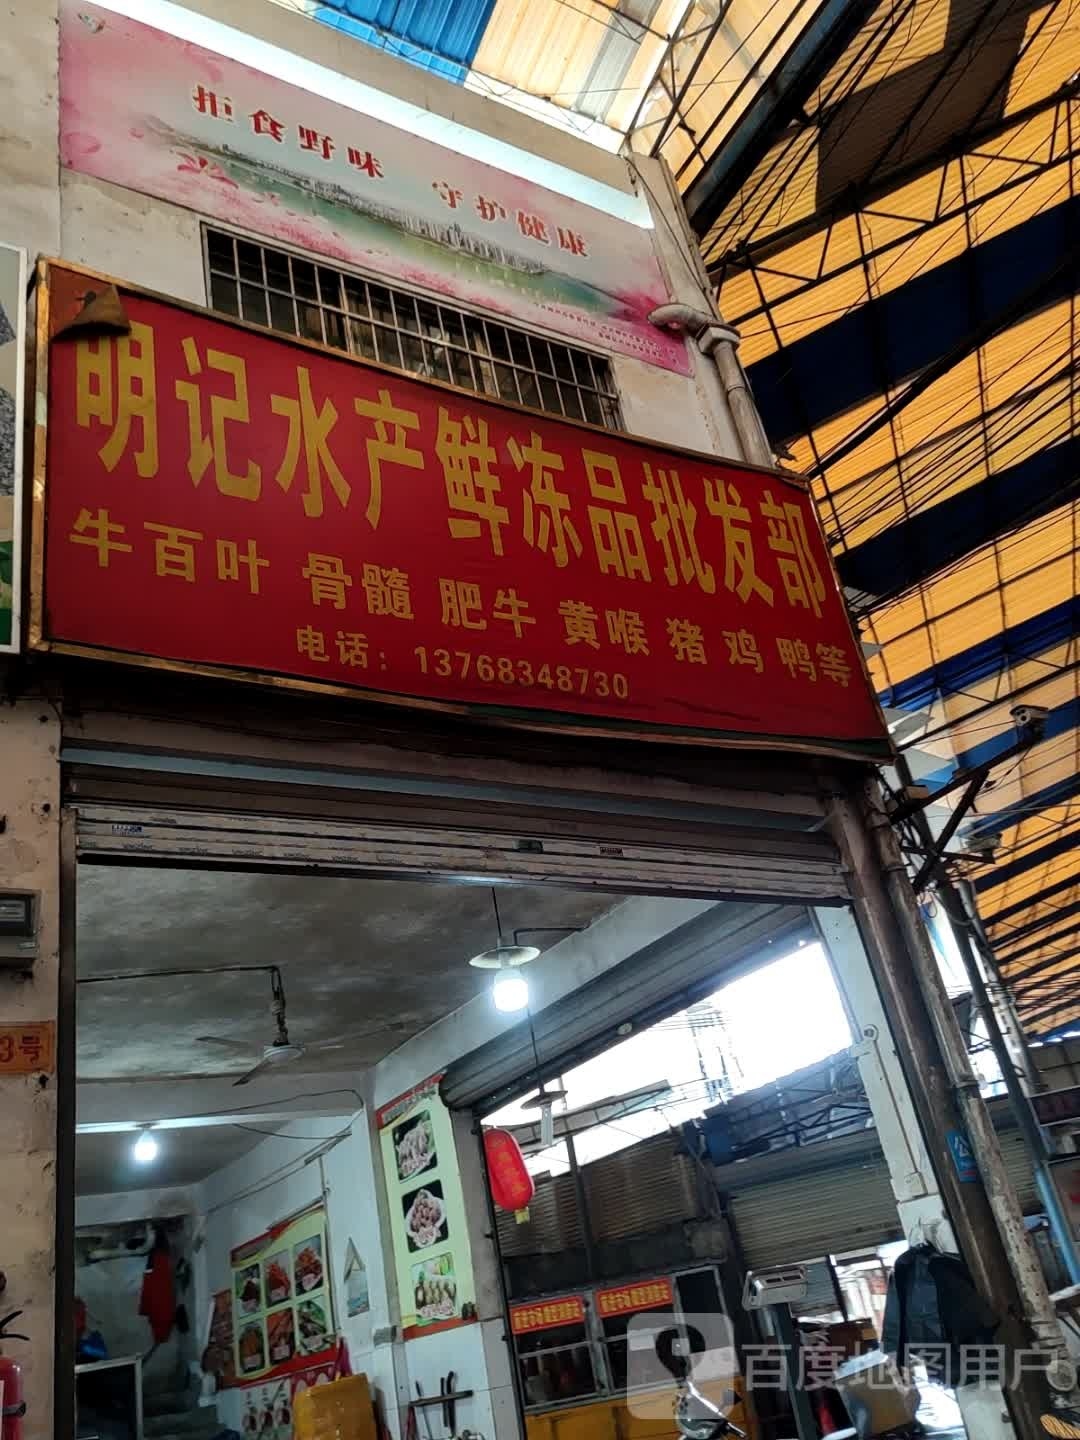 拒食野味 守护健康
明记水产鲜冻品批发部
牛百叶 骨髓 肥牛 黄喉 猪 鸡 鸭等
电话：13768348730
3号
百度地图用户